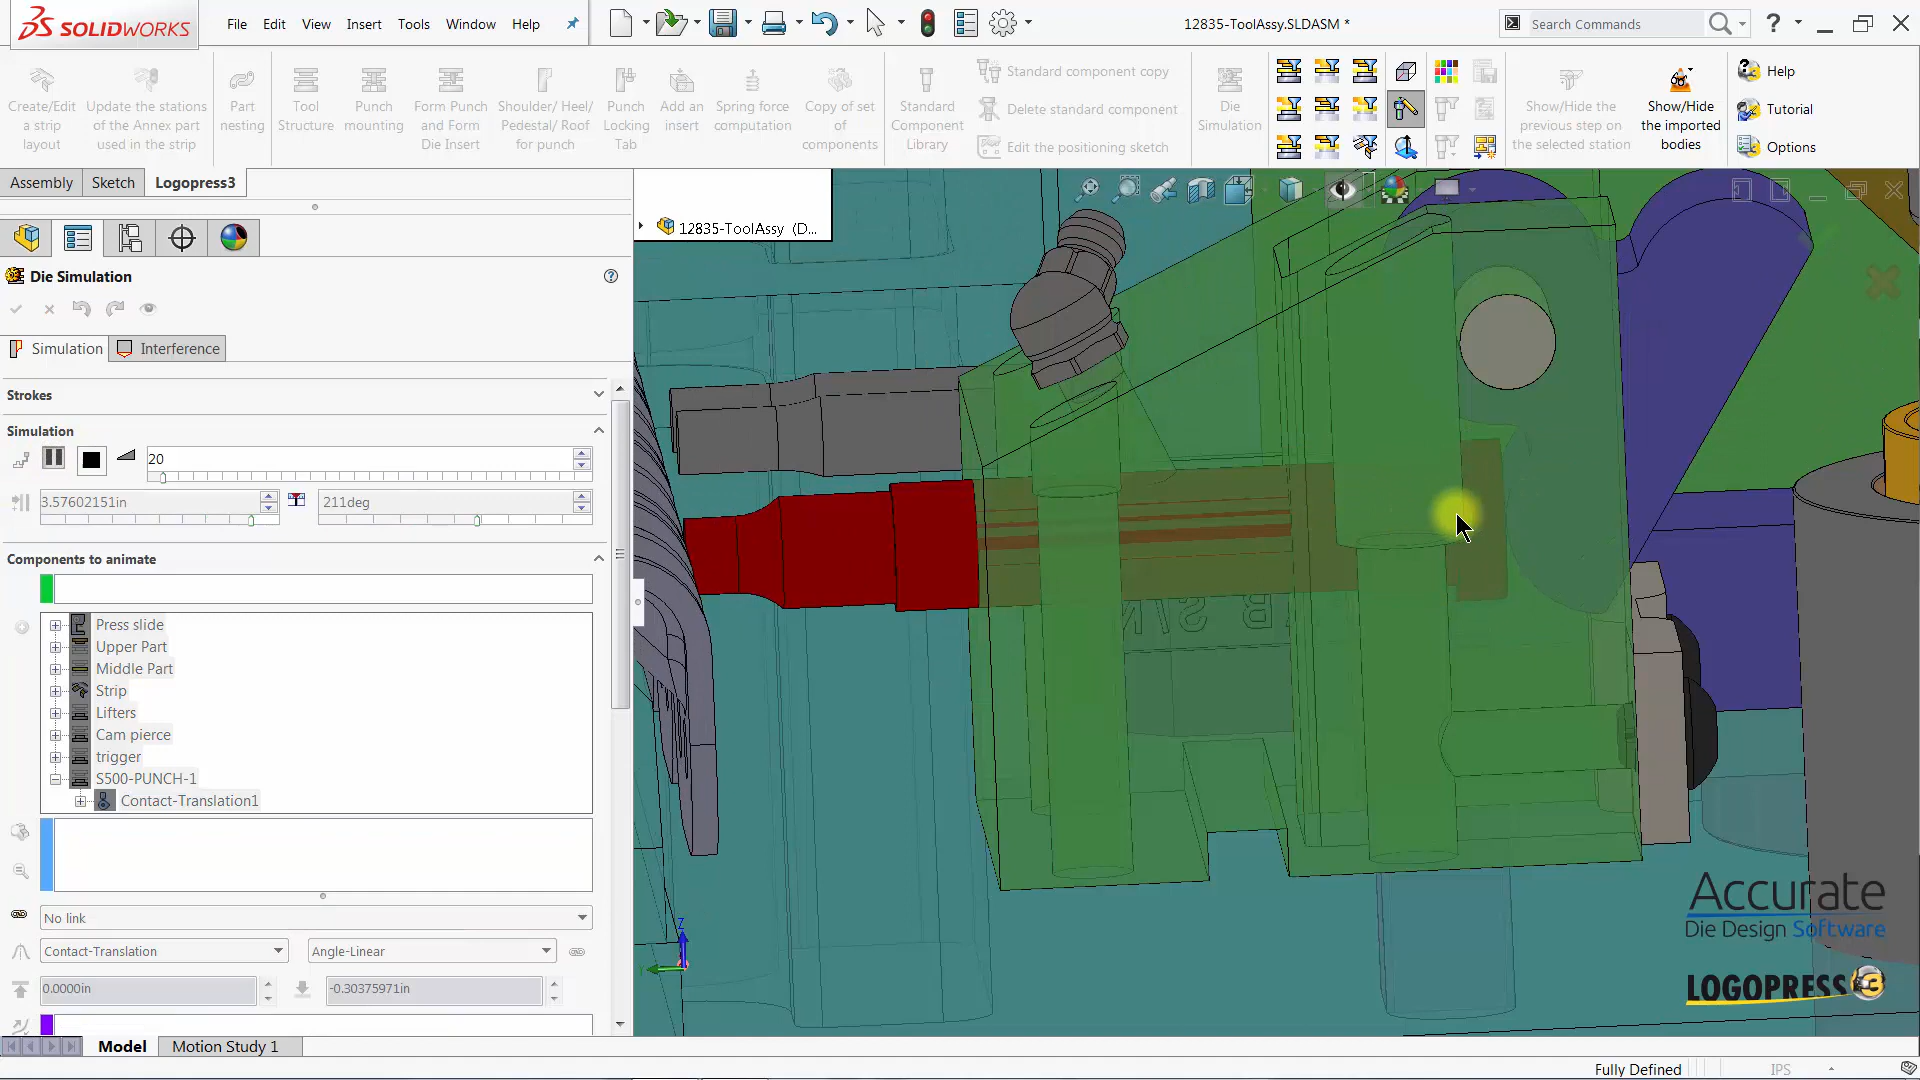 SOLIDWORKS
File Edit View Insert Tools Window Help
12835-ToolAssy.SLDASM *
Search Commands
Create/Edit a strip layout
Update the stations of the Annex part used in the strip
Part nesting
Tool Structure
Punch mounting
Form Punch and Form Die Insert
Shoulder/ Heel/ Pedestal/ Roof for punch
Punch Locking Tab
Add an insert
Spring force computation
Copy of set of components
Standard Component Library
Standard component copy
Delete standard component
Edit the positioning sketch
Die Simulation
Show/Hide the previous step on the selected station
Show/Hide the imported bodies
Help
Tutorial
Options
Assembly Sketch Logopress3
12835-ToolAssy (D...
Die Simulation
Simulation Interference
Strokes
Simulation
20
3.57602151in 211deg
Components to animate
Press slide
Upper Part
Middle Part
Strip
Lifters
Cam pierce
trigger
S500-PUNCH-1
Contact-Translation1
No link
Contact-Translation Angle-Linear
0.0000in -0.30375971in
Z
Accurate
Die Design Software
LOGOPRESS 3
Model Motion Study 1
Fully Defined IPS